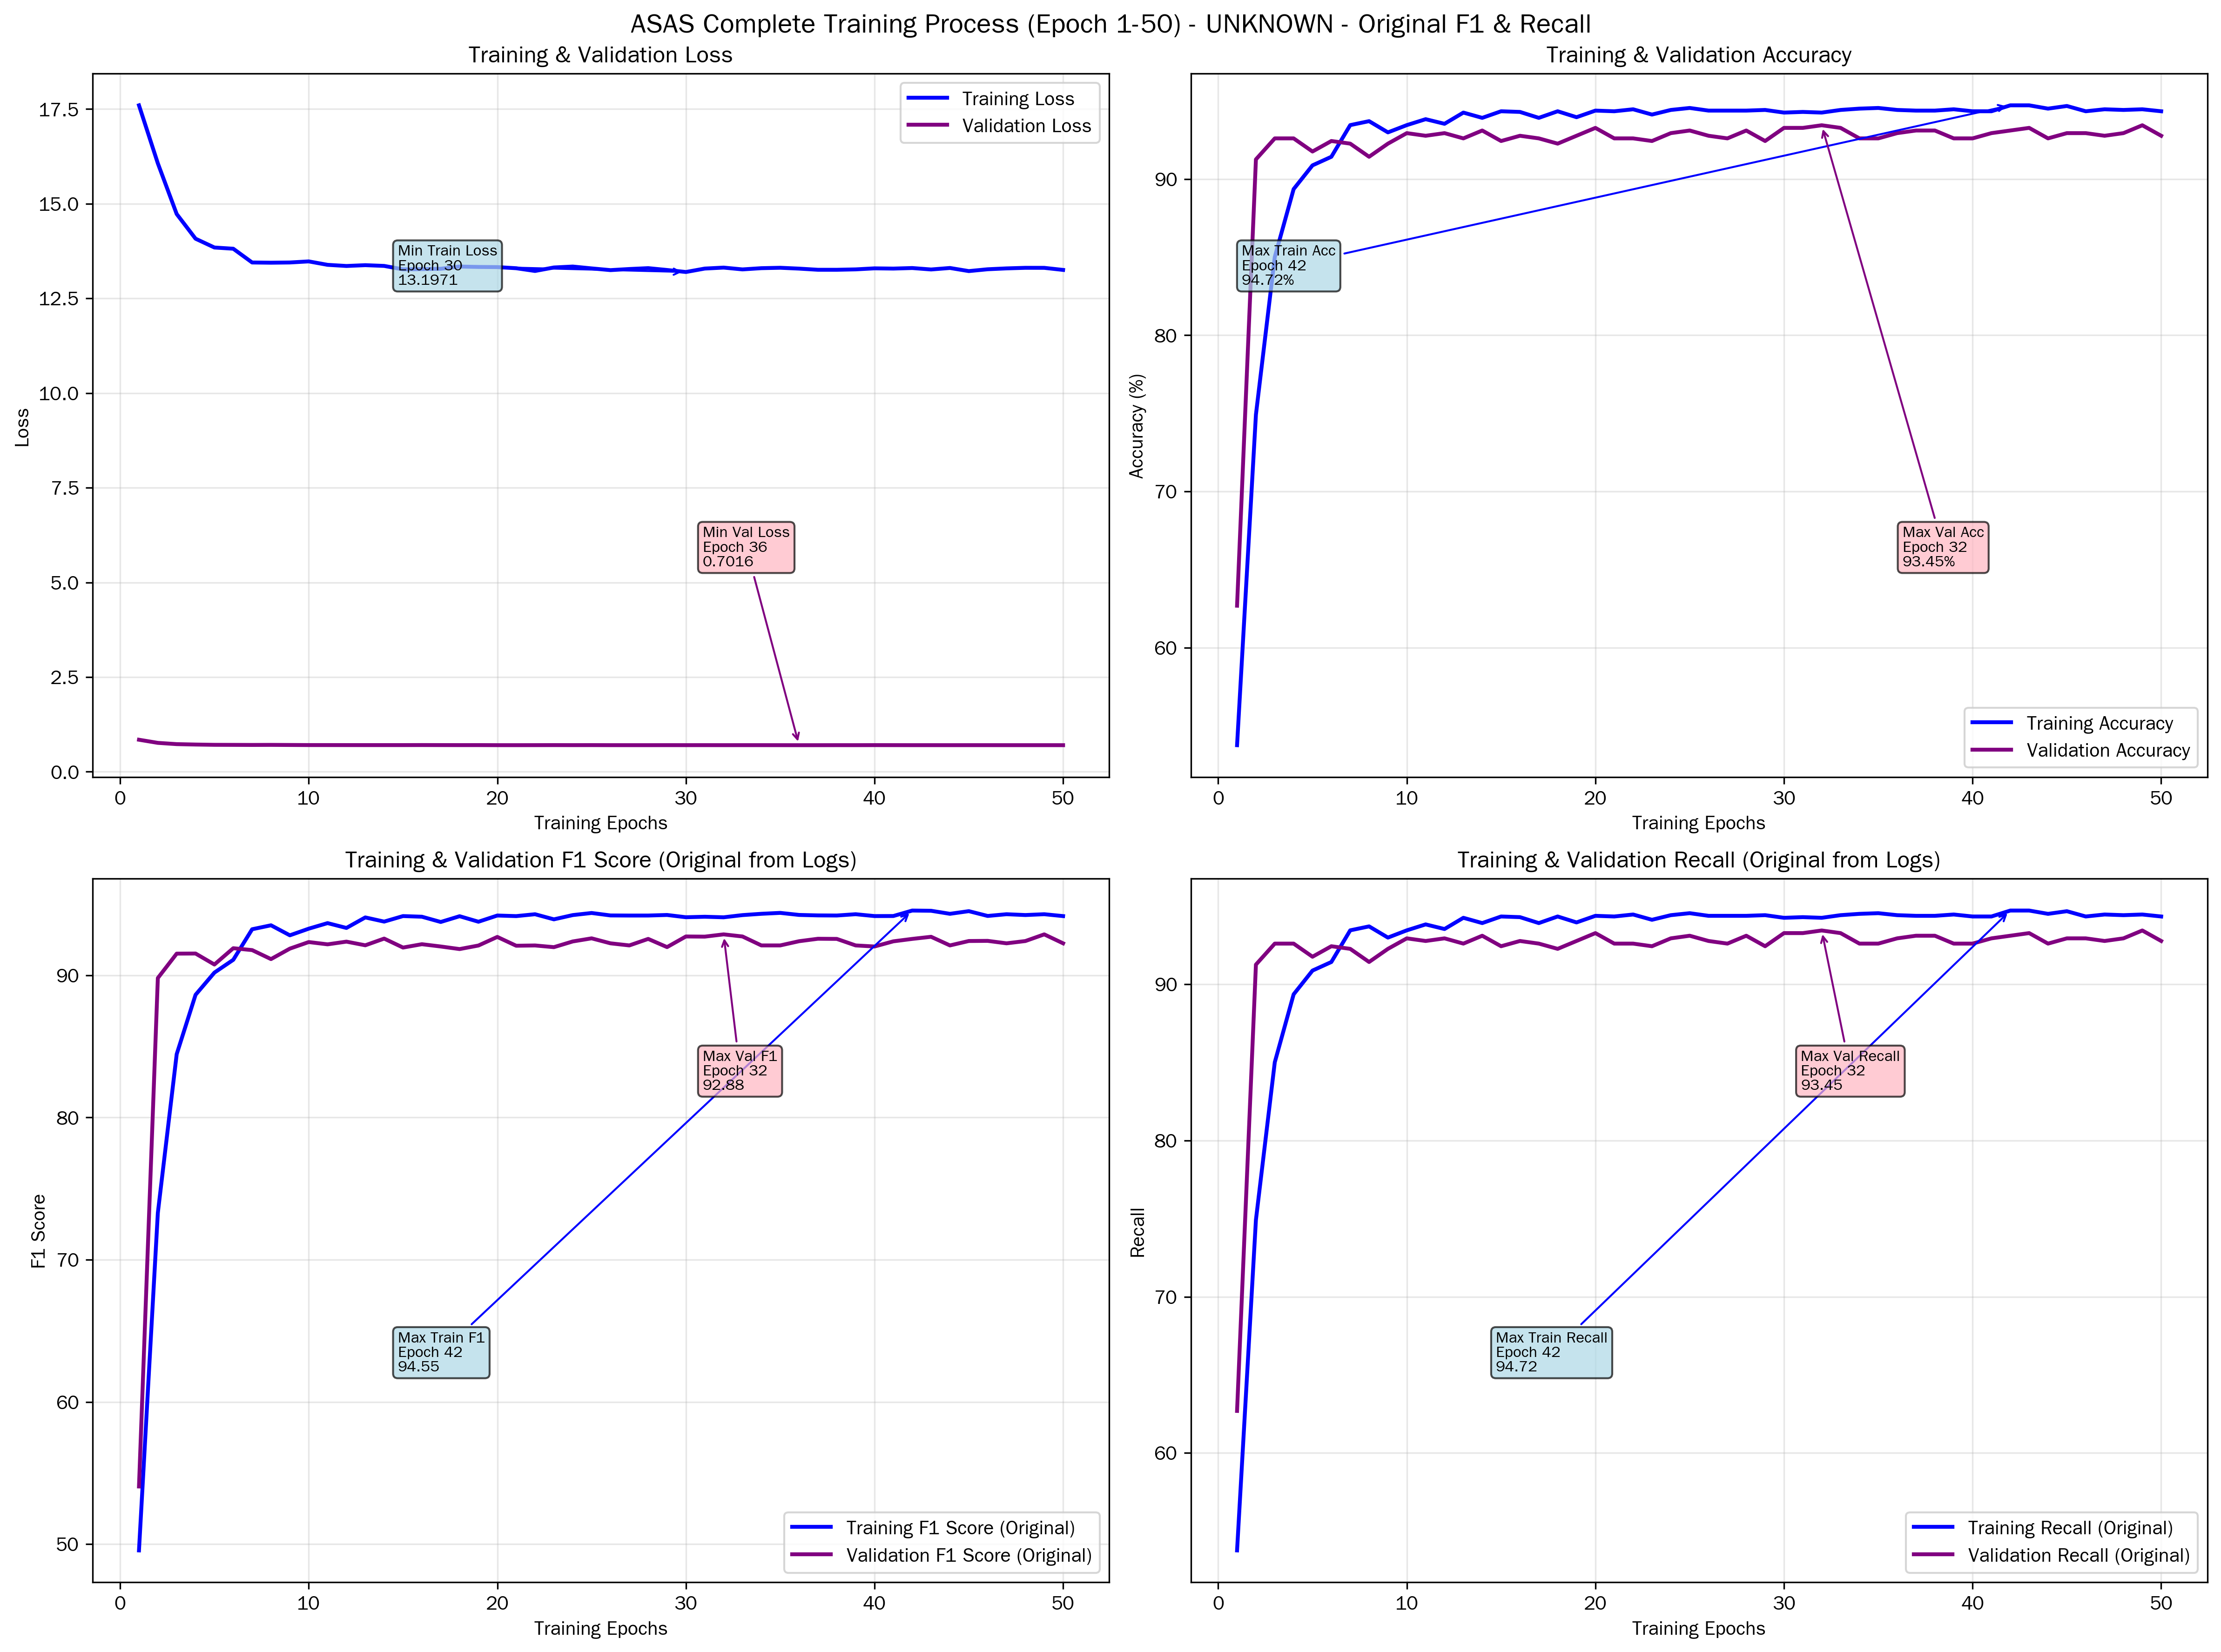 ASAS Complete Training Process (Epoch 1-50) - UNKNOWN - Original F1 & Recall
Training & Validation Loss
17.5
15.0
12.5
10.0
7.5
5.0
2.5
0.0
Loss
Training Loss
Validation Loss
Min Train Loss
Epoch 30
13.1971
Min Val Loss
Epoch 36
0.7016
0
10
20
30
40
50
Training Epochs
Training & Validation Accuracy
90
80
70
60
Accuracy (%)
Max Train Acc
Epoch 42
94.72%
Max Val Acc
Epoch 32
93.45%
Training Accuracy
Validation Accuracy
0
10
20
30
40
50
Training Epochs
Training & Validation F1 Score (Original from Logs)
90
80
70
60
50
F1 Score
Max Val F1
Epoch 32
92.88
Max Train F1
Epoch 42
94.55
Training F1 Score (Original)
Validation F1 Score (Original)
0
10
20
30
40
50
Training Epochs
Training & Validation Recall (Original from Logs)
90
80
70
60
Recall
Max Val Recall
Epoch 32
93.45
Max Train Recall
Epoch 42
94.72
Training Recall (Original)
Validation Recall (Original)
0
10
20
30
40
50
Training Epochs